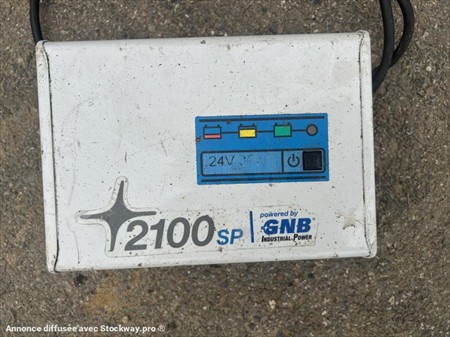 24V
2100 SP
powered by
GNB
INDUSTRIAL POWER
Annonce diffusée avec Stockway.pro ®